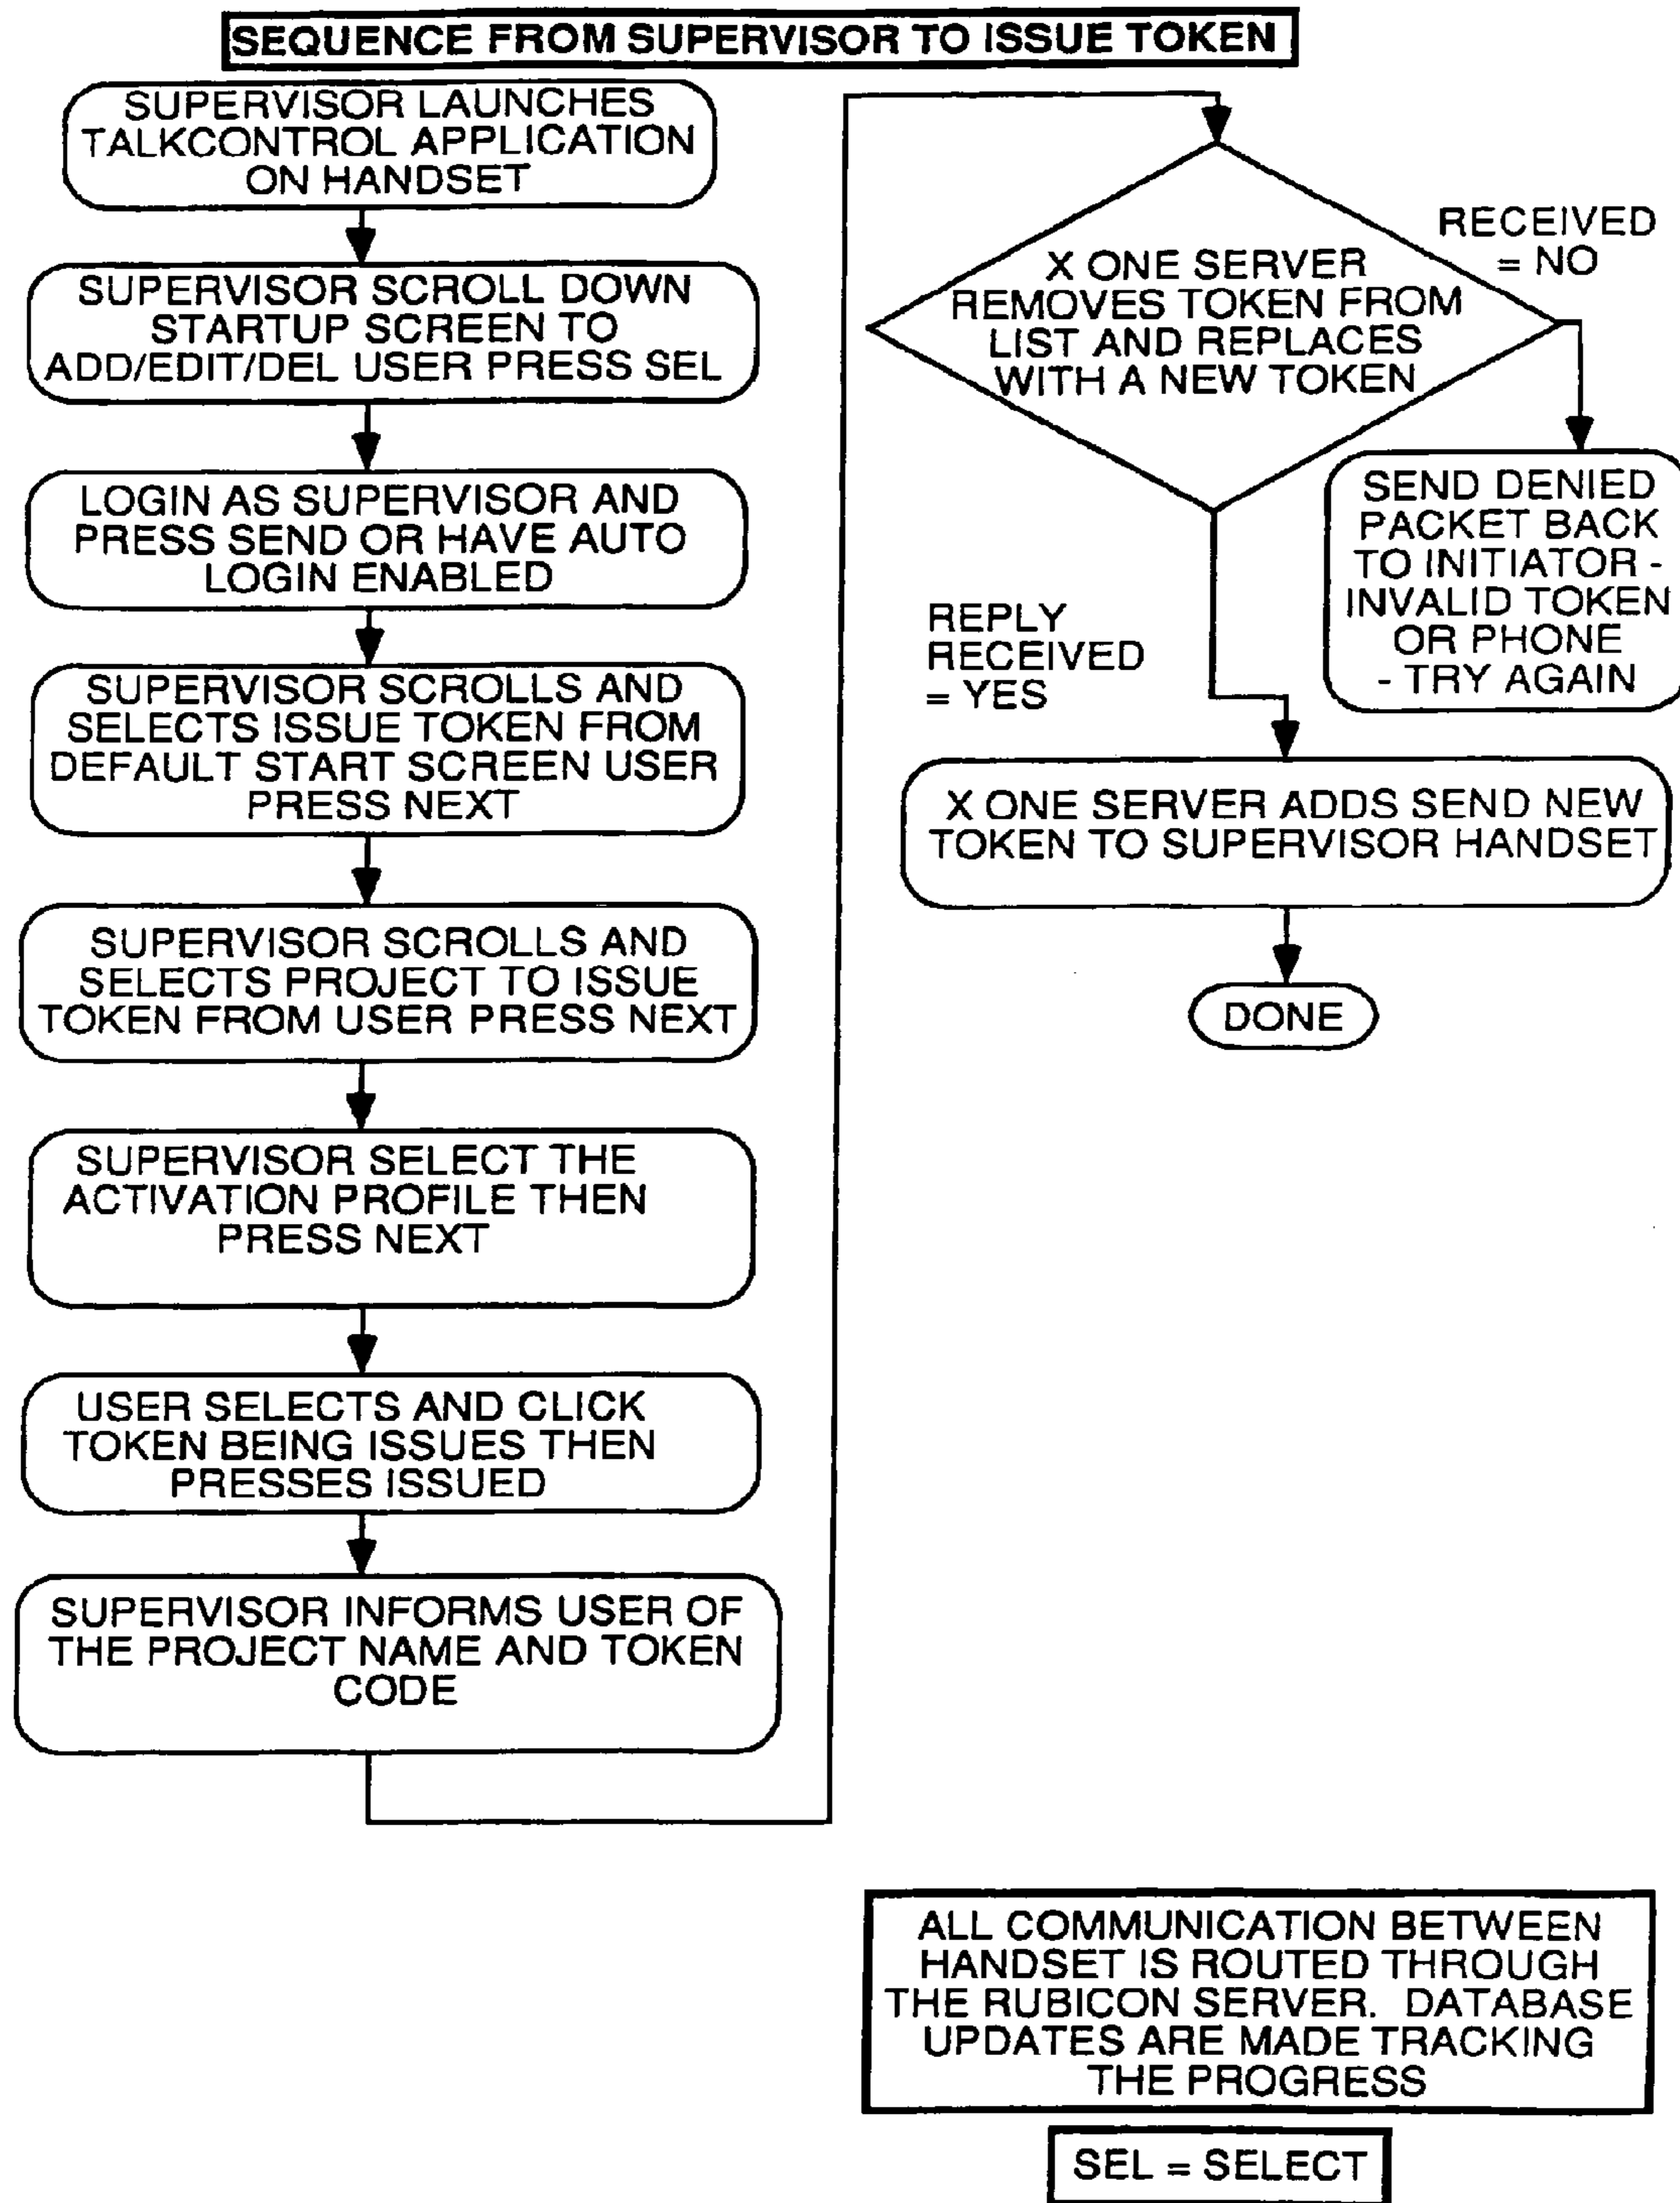 SEQUENCE FROM SUPERVISOR TO ISSUE TOKEN
SUPERVISOR LAUNCHES
TALKCONTROL APPLICATION
ON HANDSET
SUPERVISOR SCROLL DOWN
STARTUP SCREEN TO
ADD/EDIT/DEL USER PRESS SEL
LOGIN AS SUPERVISOR AND
PRESS SEND OR HAVE AUTO
LOGIN ENABLED
SUPERVISOR SCROLLS AND
SELECTS ISSUE TOKEN FROM
DEFAULT START SCREEN USER
PRESS NEXT
SUPERVISOR SCROLLS AND
SELECTS PROJECT TO ISSUE
TOKEN FROM USER PRESS NEXT
SUPERVISOR SELECT THE
ACTIVATION PROFILE THEN
PRESS NEXT
USER SELECTS AND CLICK
TOKEN BEING ISSUES THEN
PRESSES ISSUED
SUPERVISOR INFORMS USER OF
THE PROJECT NAME AND TOKEN
CODE
X ONE SERVER
REMOVES TOKEN FROM
LIST AND REPLACES
WITH A NEW TOKEN
RECEIVED
= NO
SEND DENIED
PACKET BACK
TO INITIATOR -
INVALID TOKEN
OR PHONE
- TRY AGAIN
REPLY
RECEIVED
= YES
X ONE SERVER ADDS SEND NEW
TOKEN TO SUPERVISOR HANDSET
DONE
ALL COMMUNICATION BETWEEN
HANDSET IS ROUTED THROUGH
THE RUBICON SERVER. DATABASE
UPDATES ARE MADE TRACKING
THE PROGRESS
SEL = SELECT